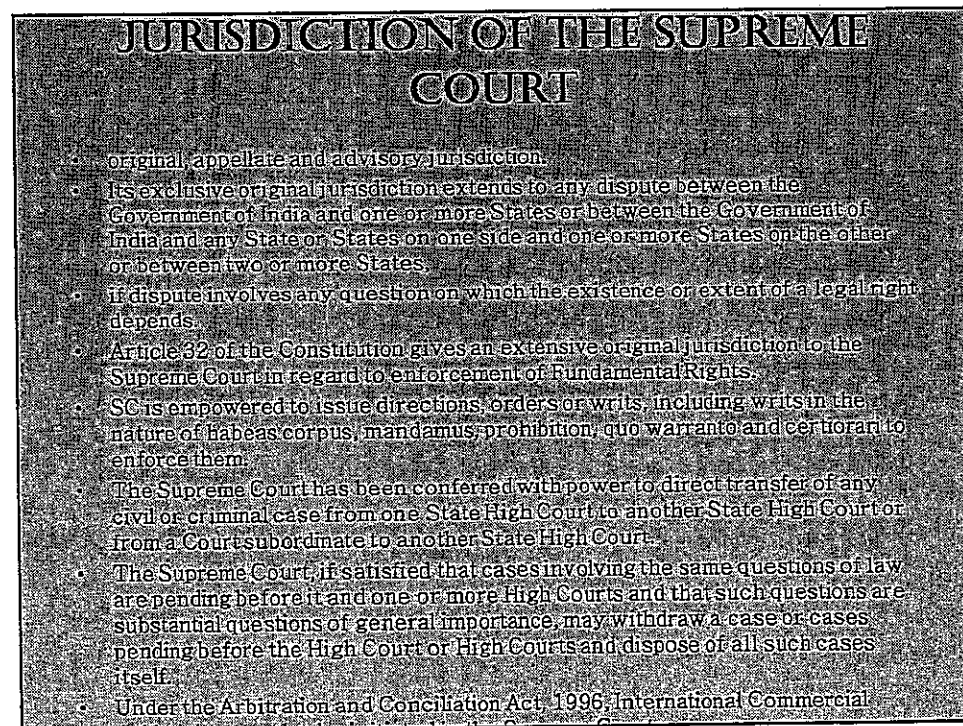 JURISDICTION OF THE SUPREME
COURT
• original, appellate and advisory jurisdiction.
• Its exclusive original jurisdiction extends to any dispute between the
Government of India and one or more States or between the Government of
India and any State or States on one side and one or more States on the other
or between two or more States,
• if dispute involves any question on which the existence or extent of a legal right
depends.
• Article 32 of the Constitution gives an extensive original jurisdiction to the
Supreme Court in regard to enforcement of Fundamental Rights.
• SC is empowered to issue directions, orders or writs, including writs in the
nature of habeas corpus, mandamus, prohibition, quo warranto and certiorari to
enforce them.
• The Supreme Court has been conferred with power to direct transfer of any
civil or criminal case from one State High Court to another State High Court or
from a Court subordinate to another State High Court.
• The Supreme Court, if satisfied that cases involving the same questions of law
are pending before it and one or more High Courts and that such questions are
substantial questions of general importance, may withdraw a case or cases
pending before the High Court or High Courts and dispose of all such cases
itself.
• Under the Arbitration and Conciliation Act, 1996, International Commercial